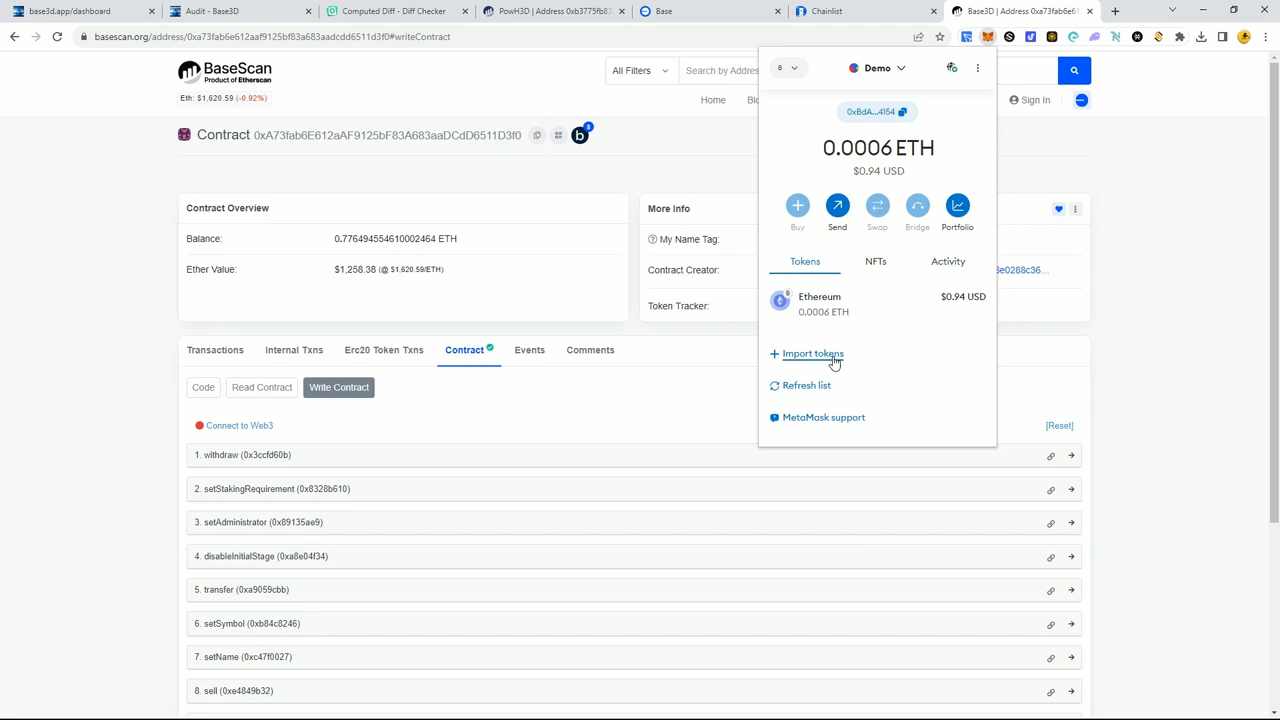 base3d.app/dashboard
Audit - Base3D
Computed Diff - Diff Checker
PowH3D | Address 0xb3775fb83
Base
Chainlist
Base3D | Address 0xa73fab6e61
basescan.org/address/0xa73fab6e612aaf9125bf83a683aadcdd6511d3f0#writeContract
BaseScan
Product of Etherscan
All Filters
Search by Addres
Eth: $1,620.59 (-0.92%)
Home
Blo
Sign In
Contract 0xA73fab6E612aAF9125bF83A683aaDCdD6511D3f0
b
8
Contract Overview
Balance:
0.776494554610002464 ETH
Ether Value:
$1,258.38 (@ $1,620.59/ETH)
More Info
My Name Tag:
Contract Creator:
8e0288c36...
Token Tracker:
B
Demo
0xBdA...4154
0.0006 ETH
$0.94 USD
Buy
Send
Swap
Bridge
Portfolio
Tokens
NFTs
Activity
B
Ethereum
$0.94 USD
0.0006 ETH
Import tokens
Refresh list
MetaMask support
Transactions
Internal Txns
Erc20 Token Txns
Contract
Events
Comments
Code
Read Contract
Write Contract
Connect to Web3
[Reset]
1. withdraw (0x3ccfd60b)
2. setStakingRequirement (0x8328b610)
3. setAdministrator (0x89135ae9)
4. disableInitialStage (0xa8e04f34)
5. transfer (0xa9059cbb)
6. setSymbol (0xb84c8246)
7. setName (0xc47f0027)
8. sell (0xe4849b32)